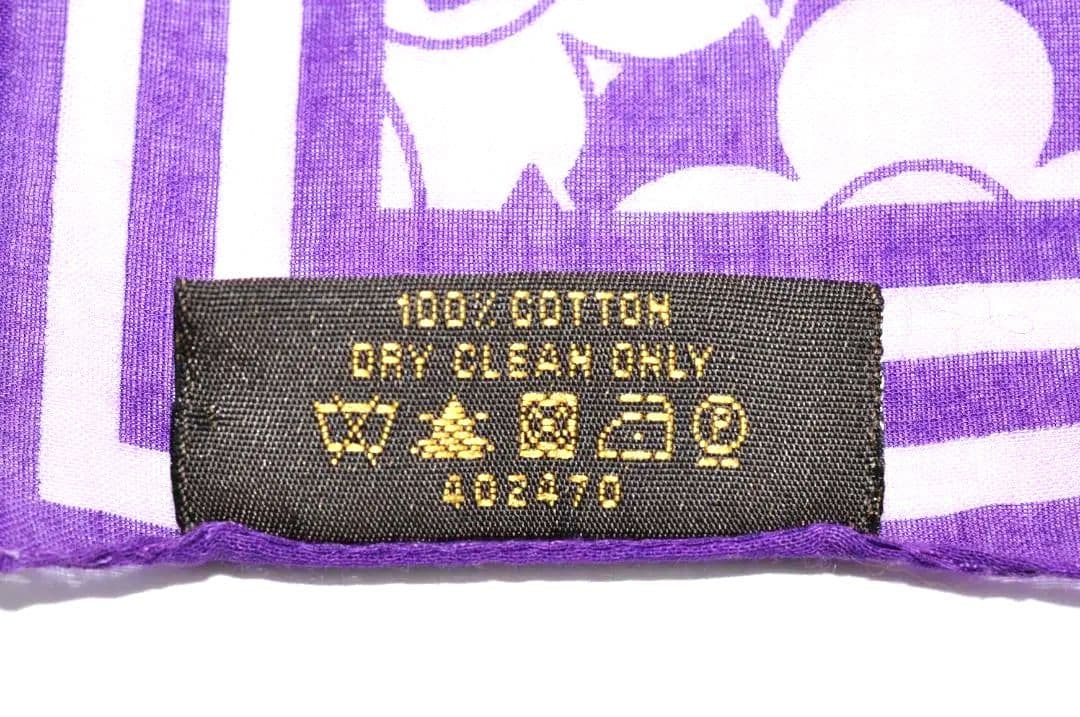 100% COTTON
DRY CLEAN ONLY
P
402470